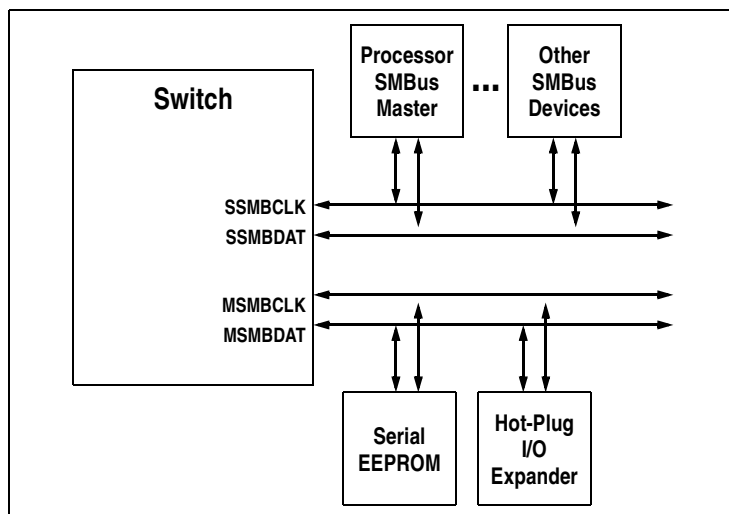 Switch
Processor
SMBus
Master
...
Other
SMBus
Devices
SSMBCLK
SSMBDAT
MSMBCLK
MSMBDAT
Serial
EEPROM
Hot-Plug
I/O
Expander